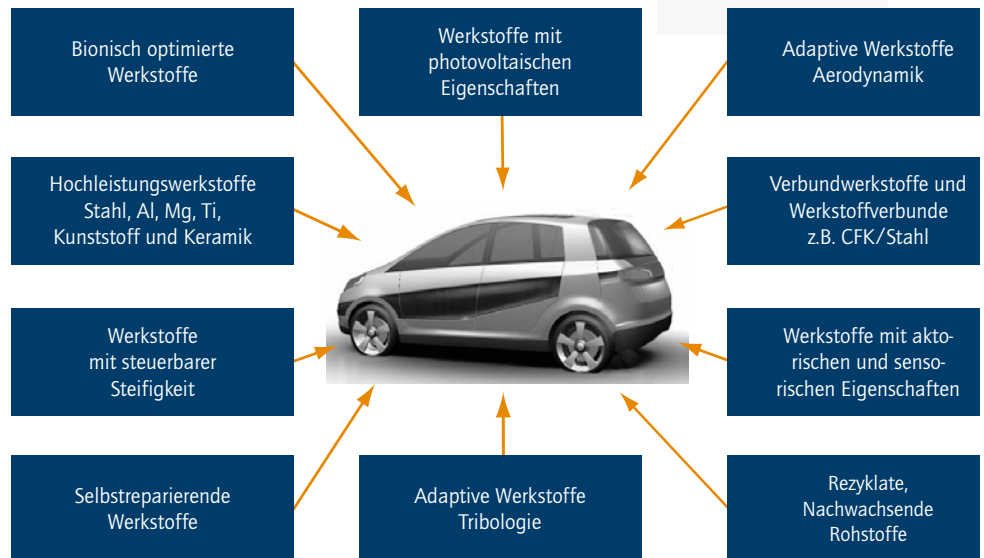 Bionisch optimierte
Werkstoffe
Werkstoffe mit
photovoltaischen
Eigenschaften
Adaptive Werkstoffe
Aerodynamik
Hochleistungswerkstoffe
Stahl, Al, Mg, Ti,
Kunststoff und Keramik
Verbundwerkstoffe und
Werkstoffverbunde
z.B. CFK/Stahl
Werkstoffe
mit steuerbarer
Steifigkeit
Werkstoffe mit akto-
rischen und senso-
rischen Eigenschaften
Selbstreparierende
Werkstoffe
Adaptive Werkstoffe
Tribologie
Rezyklate,
Nachwachsende
Rohstoffe